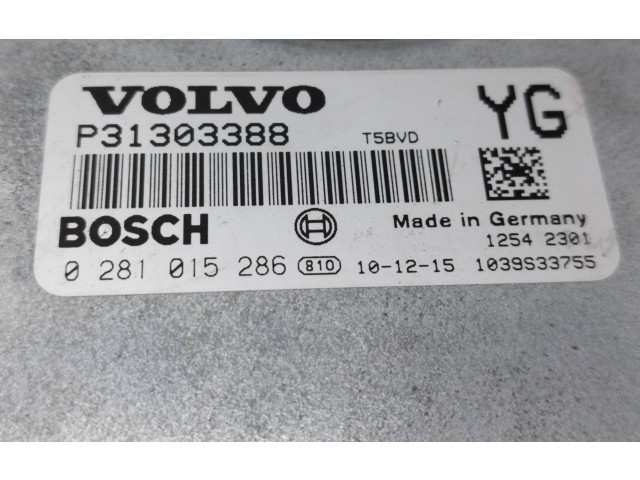 VOLVO YG
P31303388 T5BVD
BOSCH Made in Germany
1254 2301
0 281 015 286 810 10-12-15 1039S33755